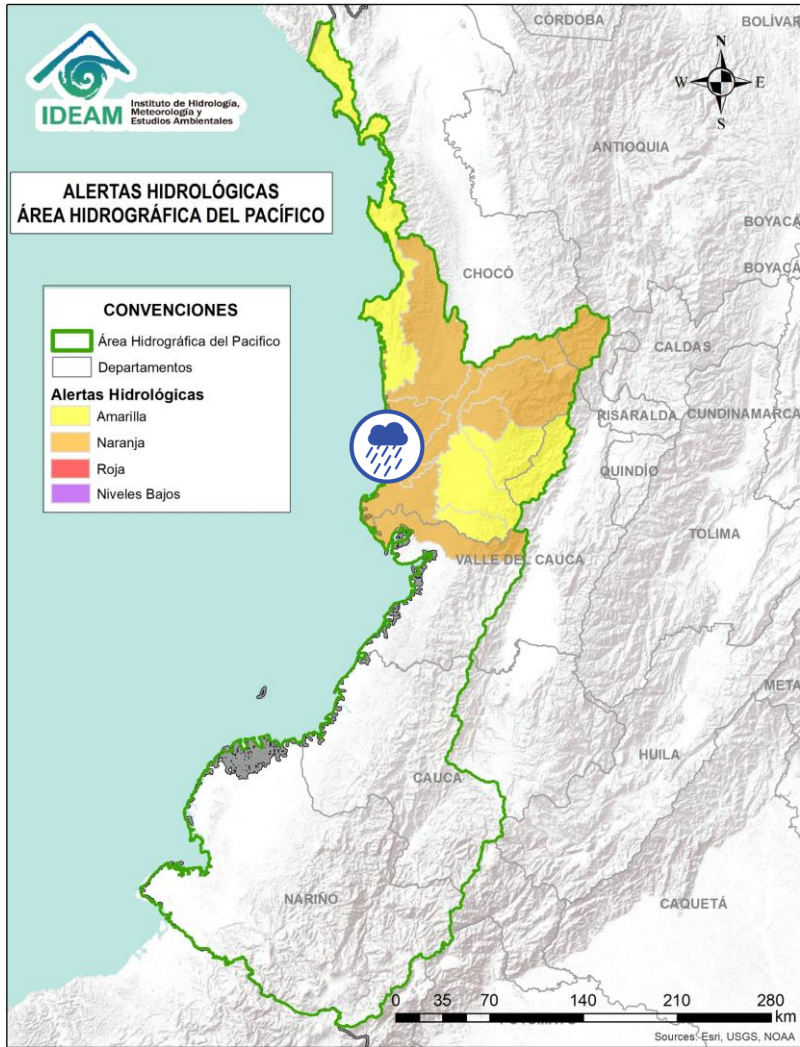 CÓRDOBA
BOLÍVAR
IDEAM
Instituto de Hidrología,
Meteorología y
Estudios Ambientales
N
W
E
S
ANTIOQUIA
ALERTAS HIDROLÓGICAS
ÁREA HIDROGRÁFICA DEL PACÍFICO
BOYACÁ
BOYACÁ
CHOCÓ
CONVENCIONES
Área Hidrográfica del Pacifico
Departamentos
Alertas Hidrológicas
Amarilla
Naranja
Roja
Niveles Bajos
CALDAS
RISARALDA
CUNDINAMARCA
QUINDÍO
TOLIMA
VALLE DEL CAUCA
META
HUILA
CAUCA
NARIÑO
CAQUETÁ
0 35 70 140 210 280
km
Sources: Esri, USGS, NOAA